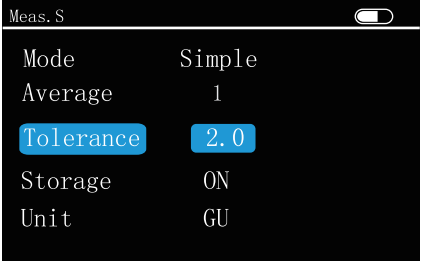 Meas.S
Mode Simple
Average 1
Tolerance 2.0
Storage ON
Unit GU